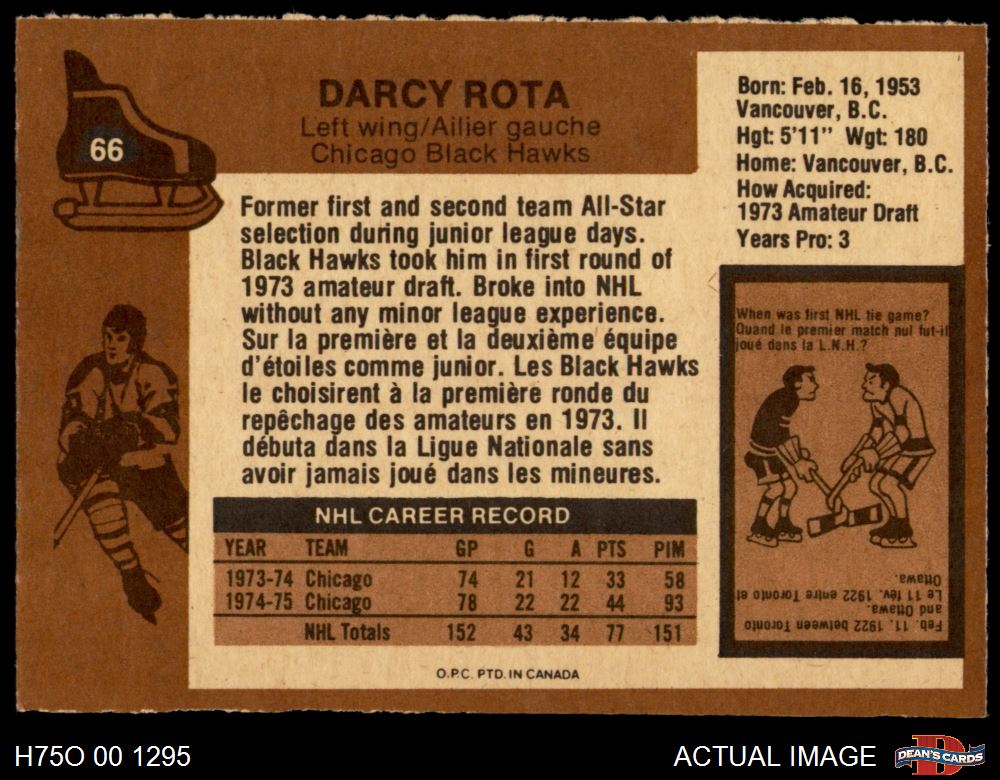 66
DARCY ROTA
Left wing/Ailier gauche
Chicago Black Hawks
Born: Feb. 16, 1953
Vancouver, B.C.
Hgt: 5'11" Wgt: 180
Home: Vancouver, B.C.
How Acquired:
1973 Amateur Draft
Years Pro: 3
Former first and second team All-Star
selection during junior league days.
Black Hawks took him in first round of
1973 amateur draft. Broke into NHL
without any minor league experience.
Sur la première et la deuxième équipe
d'étoiles comme junior. Les Black Hawks
le choisirent à la première ronde du
repêchage des amateurs en 1973. Il
débuta dans la Ligue Nationale sans
avoir jamais joué dans les mineures.
When was first NHL tie game?
Quand le premier match nul fut-il
joué dans la L.N.H.?
Feb. 11, 1922 between Toronto
and Ottawa.
Le 11 fév. 1922 entre Toronto et
Ottawa.
NHL CAREER RECORD
YEAR TEAM GP G A PTS PIM
1973-74 Chicago 74 21 12 33 58
1974-75 Chicago 78 22 22 44 93
NHL Totals 152 43 34 77 151
O.P.C. PTD. IN CANADA
H75O 00 1295
ACTUAL IMAGE
D
DEAN'S CARDS